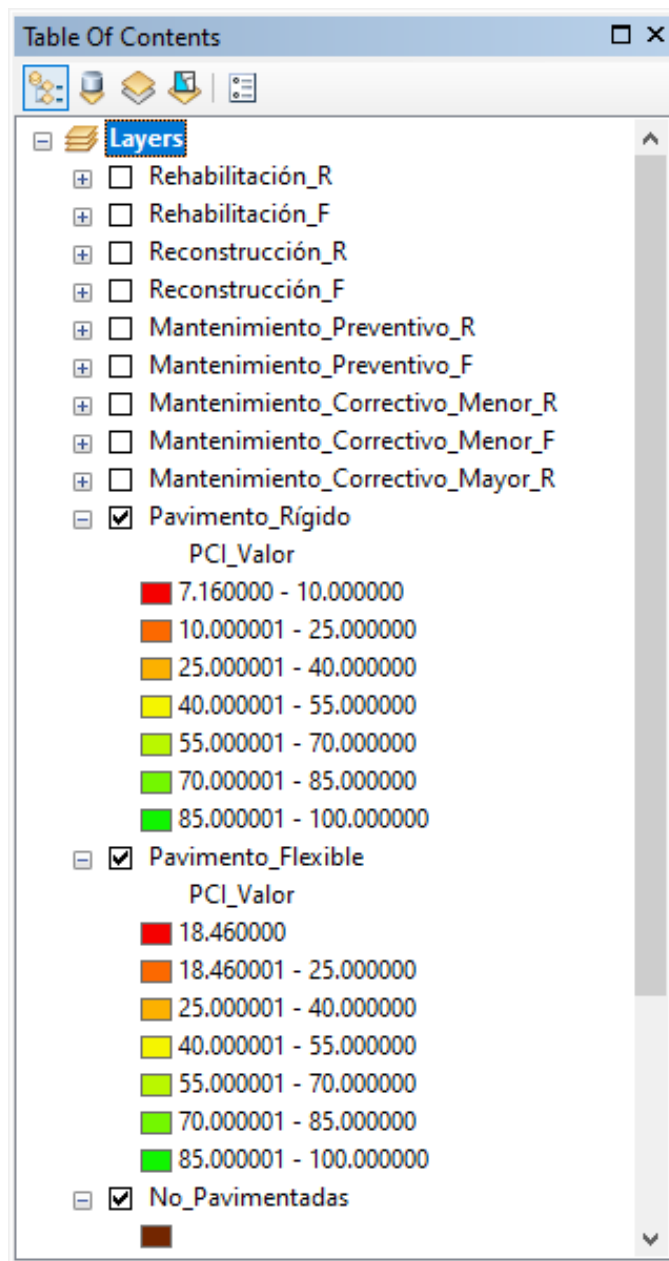 Table Of Contents
Layers
Rehabilitación_R
Rehabilitación_F
Reconstrucción_R
Reconstrucción_F
Mantenimiento_Preventivo_R
Mantenimiento_Preventivo_F
Mantenimiento_Correctivo_Menor_R
Mantenimiento_Correctivo_Menor_F
Mantenimiento_Correctivo_Mayor_R
Pavimento_Rígido
PCI_Valor
7.160000 - 10.000000
10.000001 - 25.000000
25.000001 - 40.000000
40.000001 - 55.000000
55.000001 - 70.000000
70.000001 - 85.000000
85.000001 - 100.000000
Pavimento_Flexible
PCI_Valor
18.460000
18.460001 - 25.000000
25.000001 - 40.000000
40.000001 - 55.000000
55.000001 - 70.000000
70.000001 - 85.000000
85.000001 - 100.000000
No_Pavimentadas